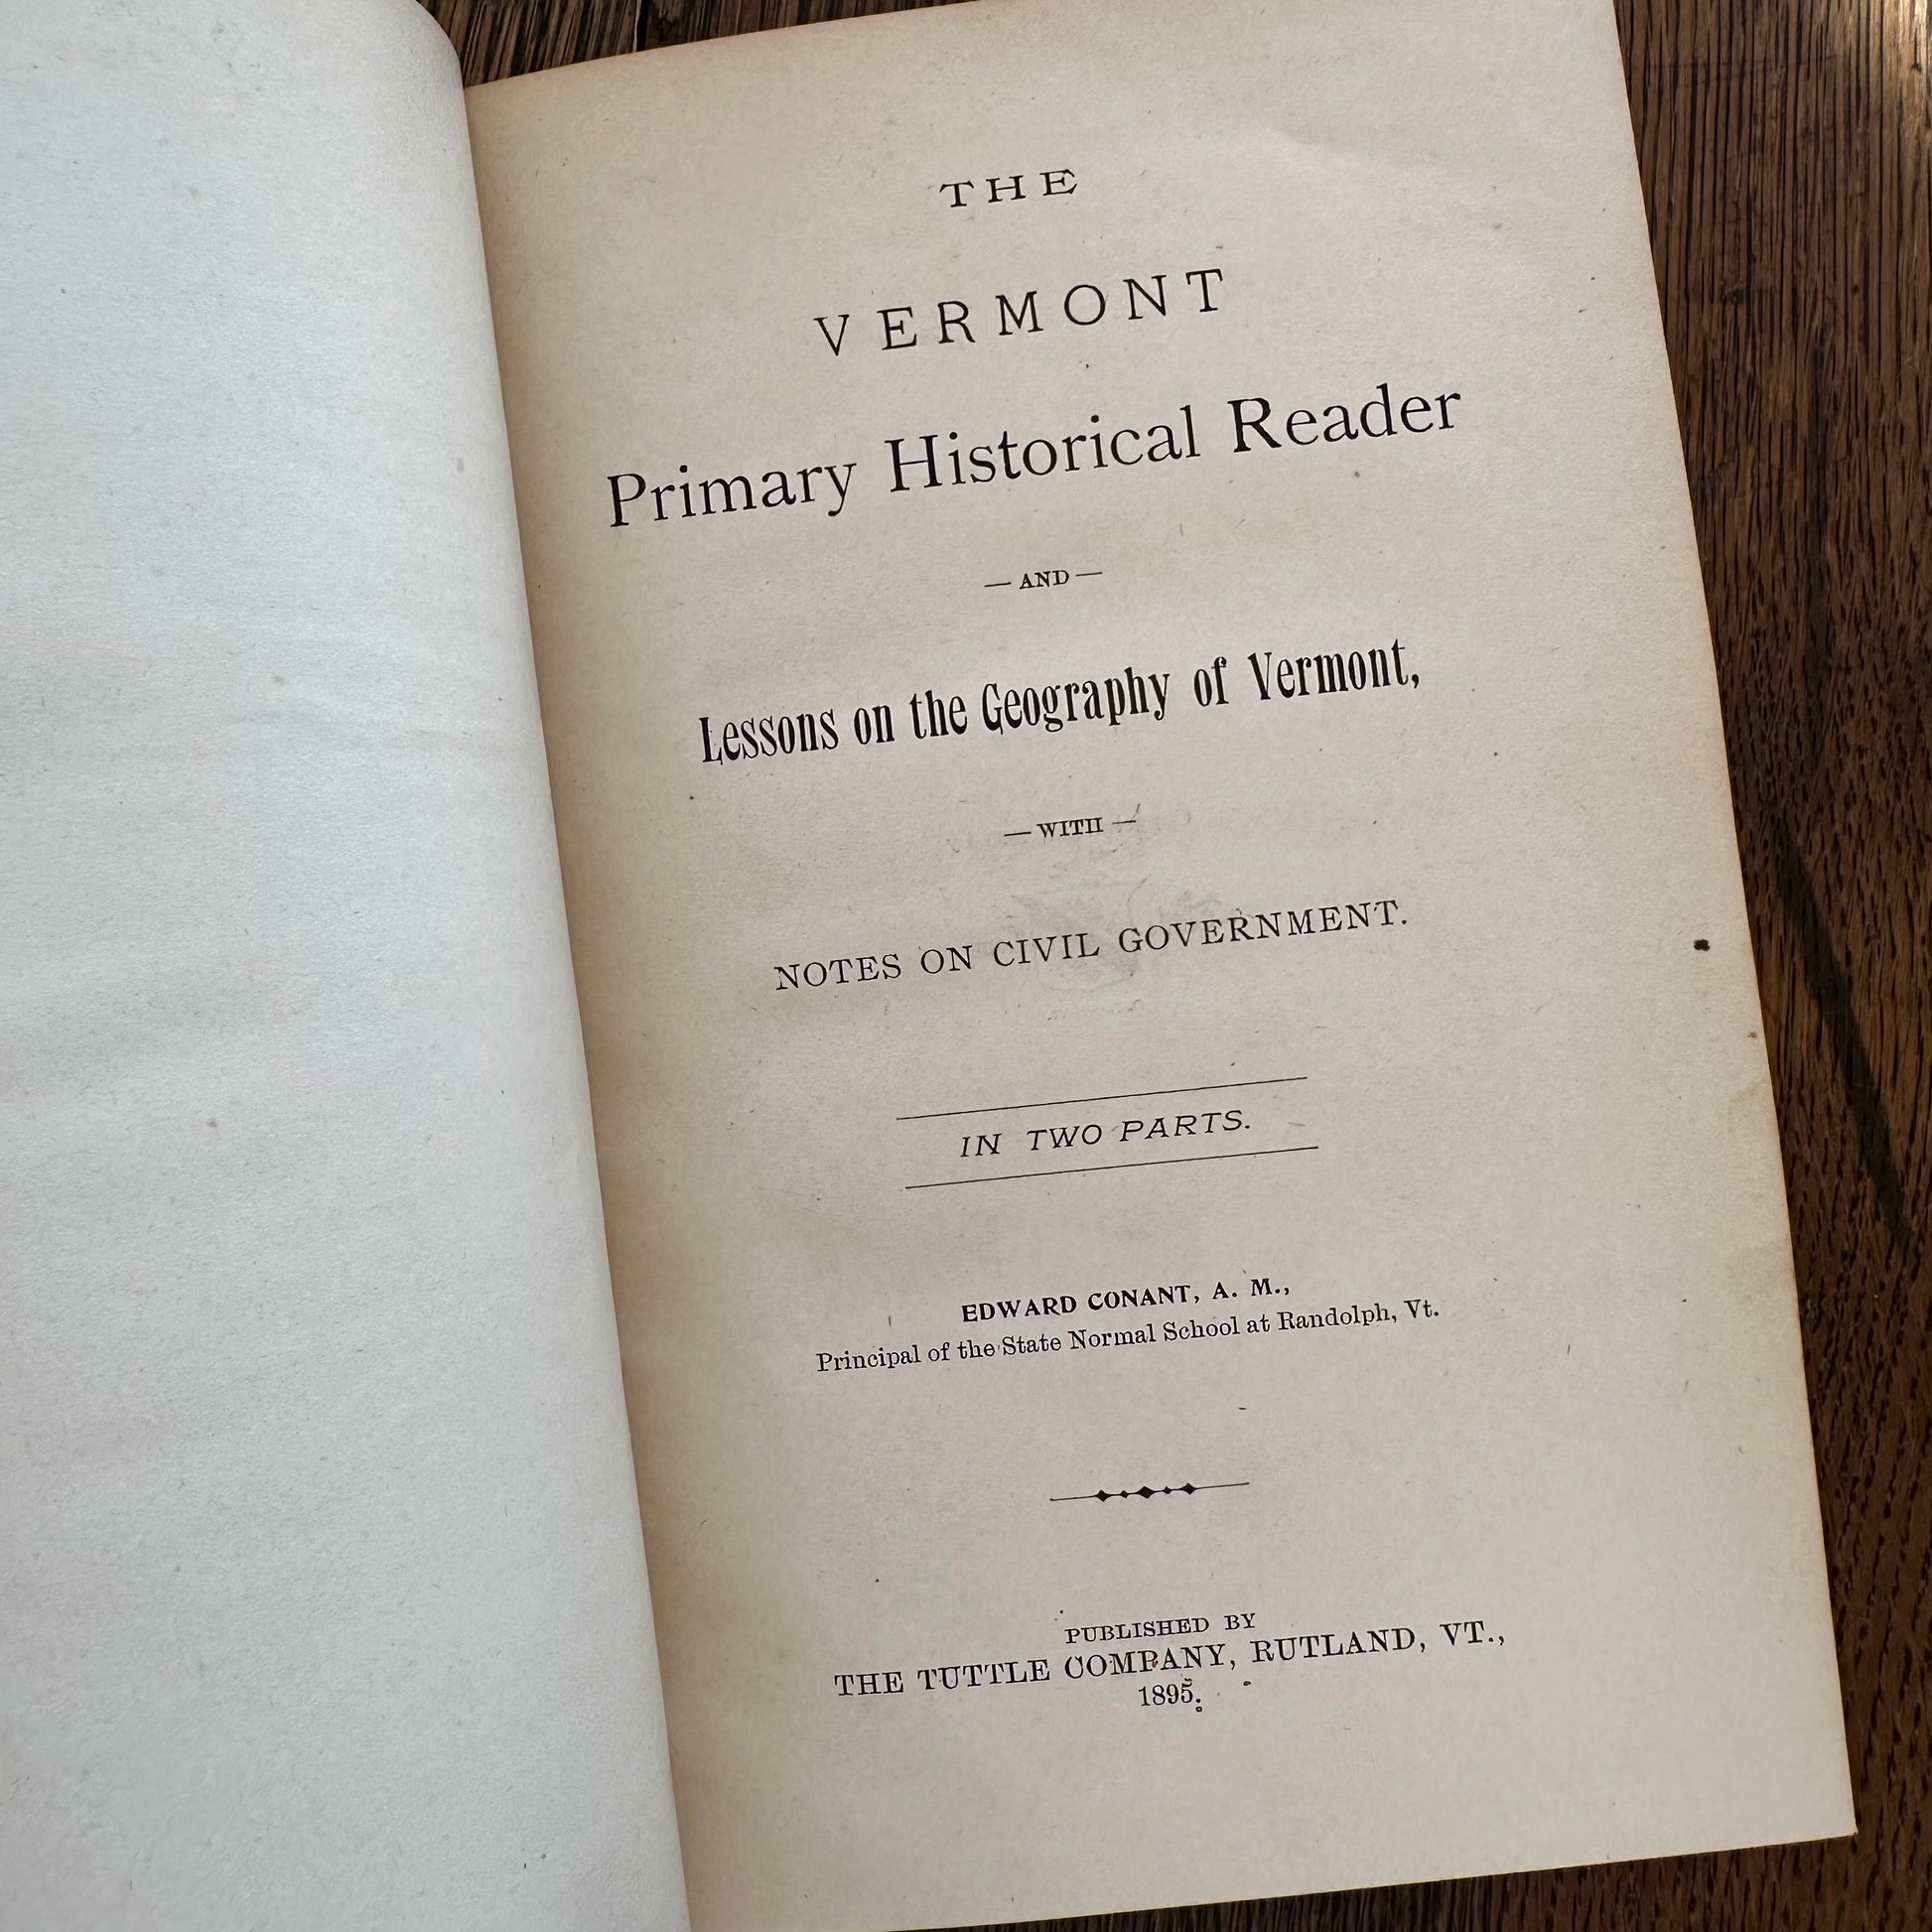 THE
VERMONT
Primary Historical Reader
— AND —
Lessons on the Geography of Vermont,
— WITH —
NOTES ON CIVIL GOVERNMENT.
IN TWO PARTS.
EDWARD CONANT, A. M.,
Principal of the State Normal School at Randolph, Vt.
PUBLISHED BY
THE TUTTLE COMPANY, RUTLAND, VT.,
1895.